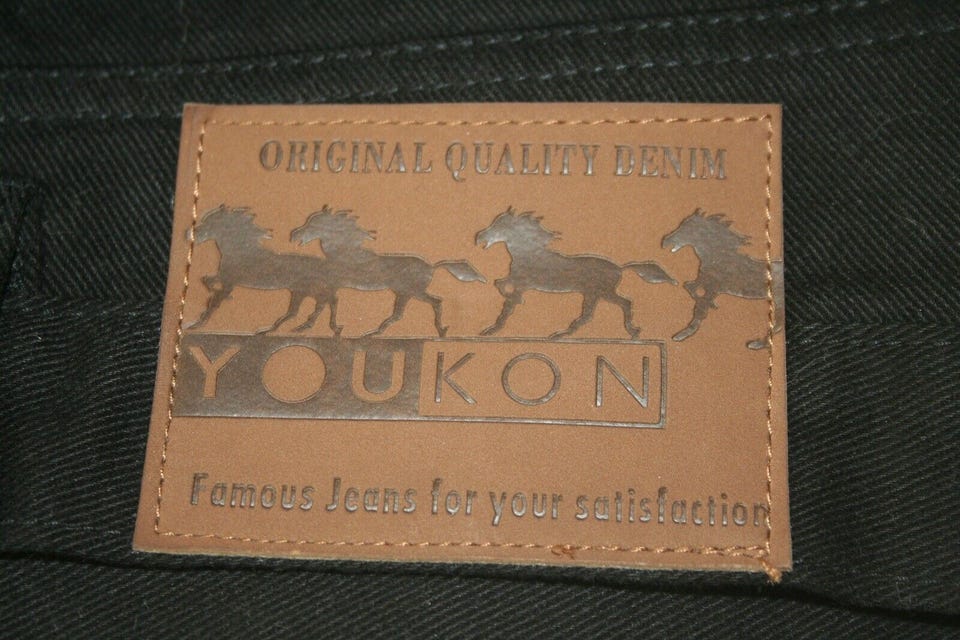 ORIGINAL QUALITY DENIM
YOUKON
Famous Jeans for your satisfaction